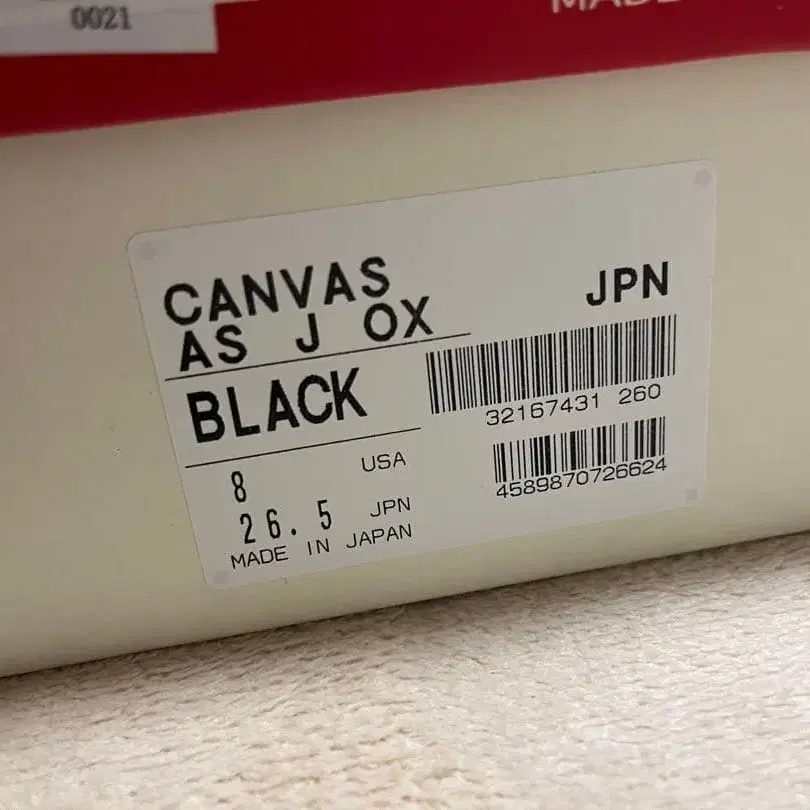 0021
CANVAS
AS J OX
JPN
BLACK
32167431 260
8 USA
4589870726624
26.5 JPN
MADE IN JAPAN